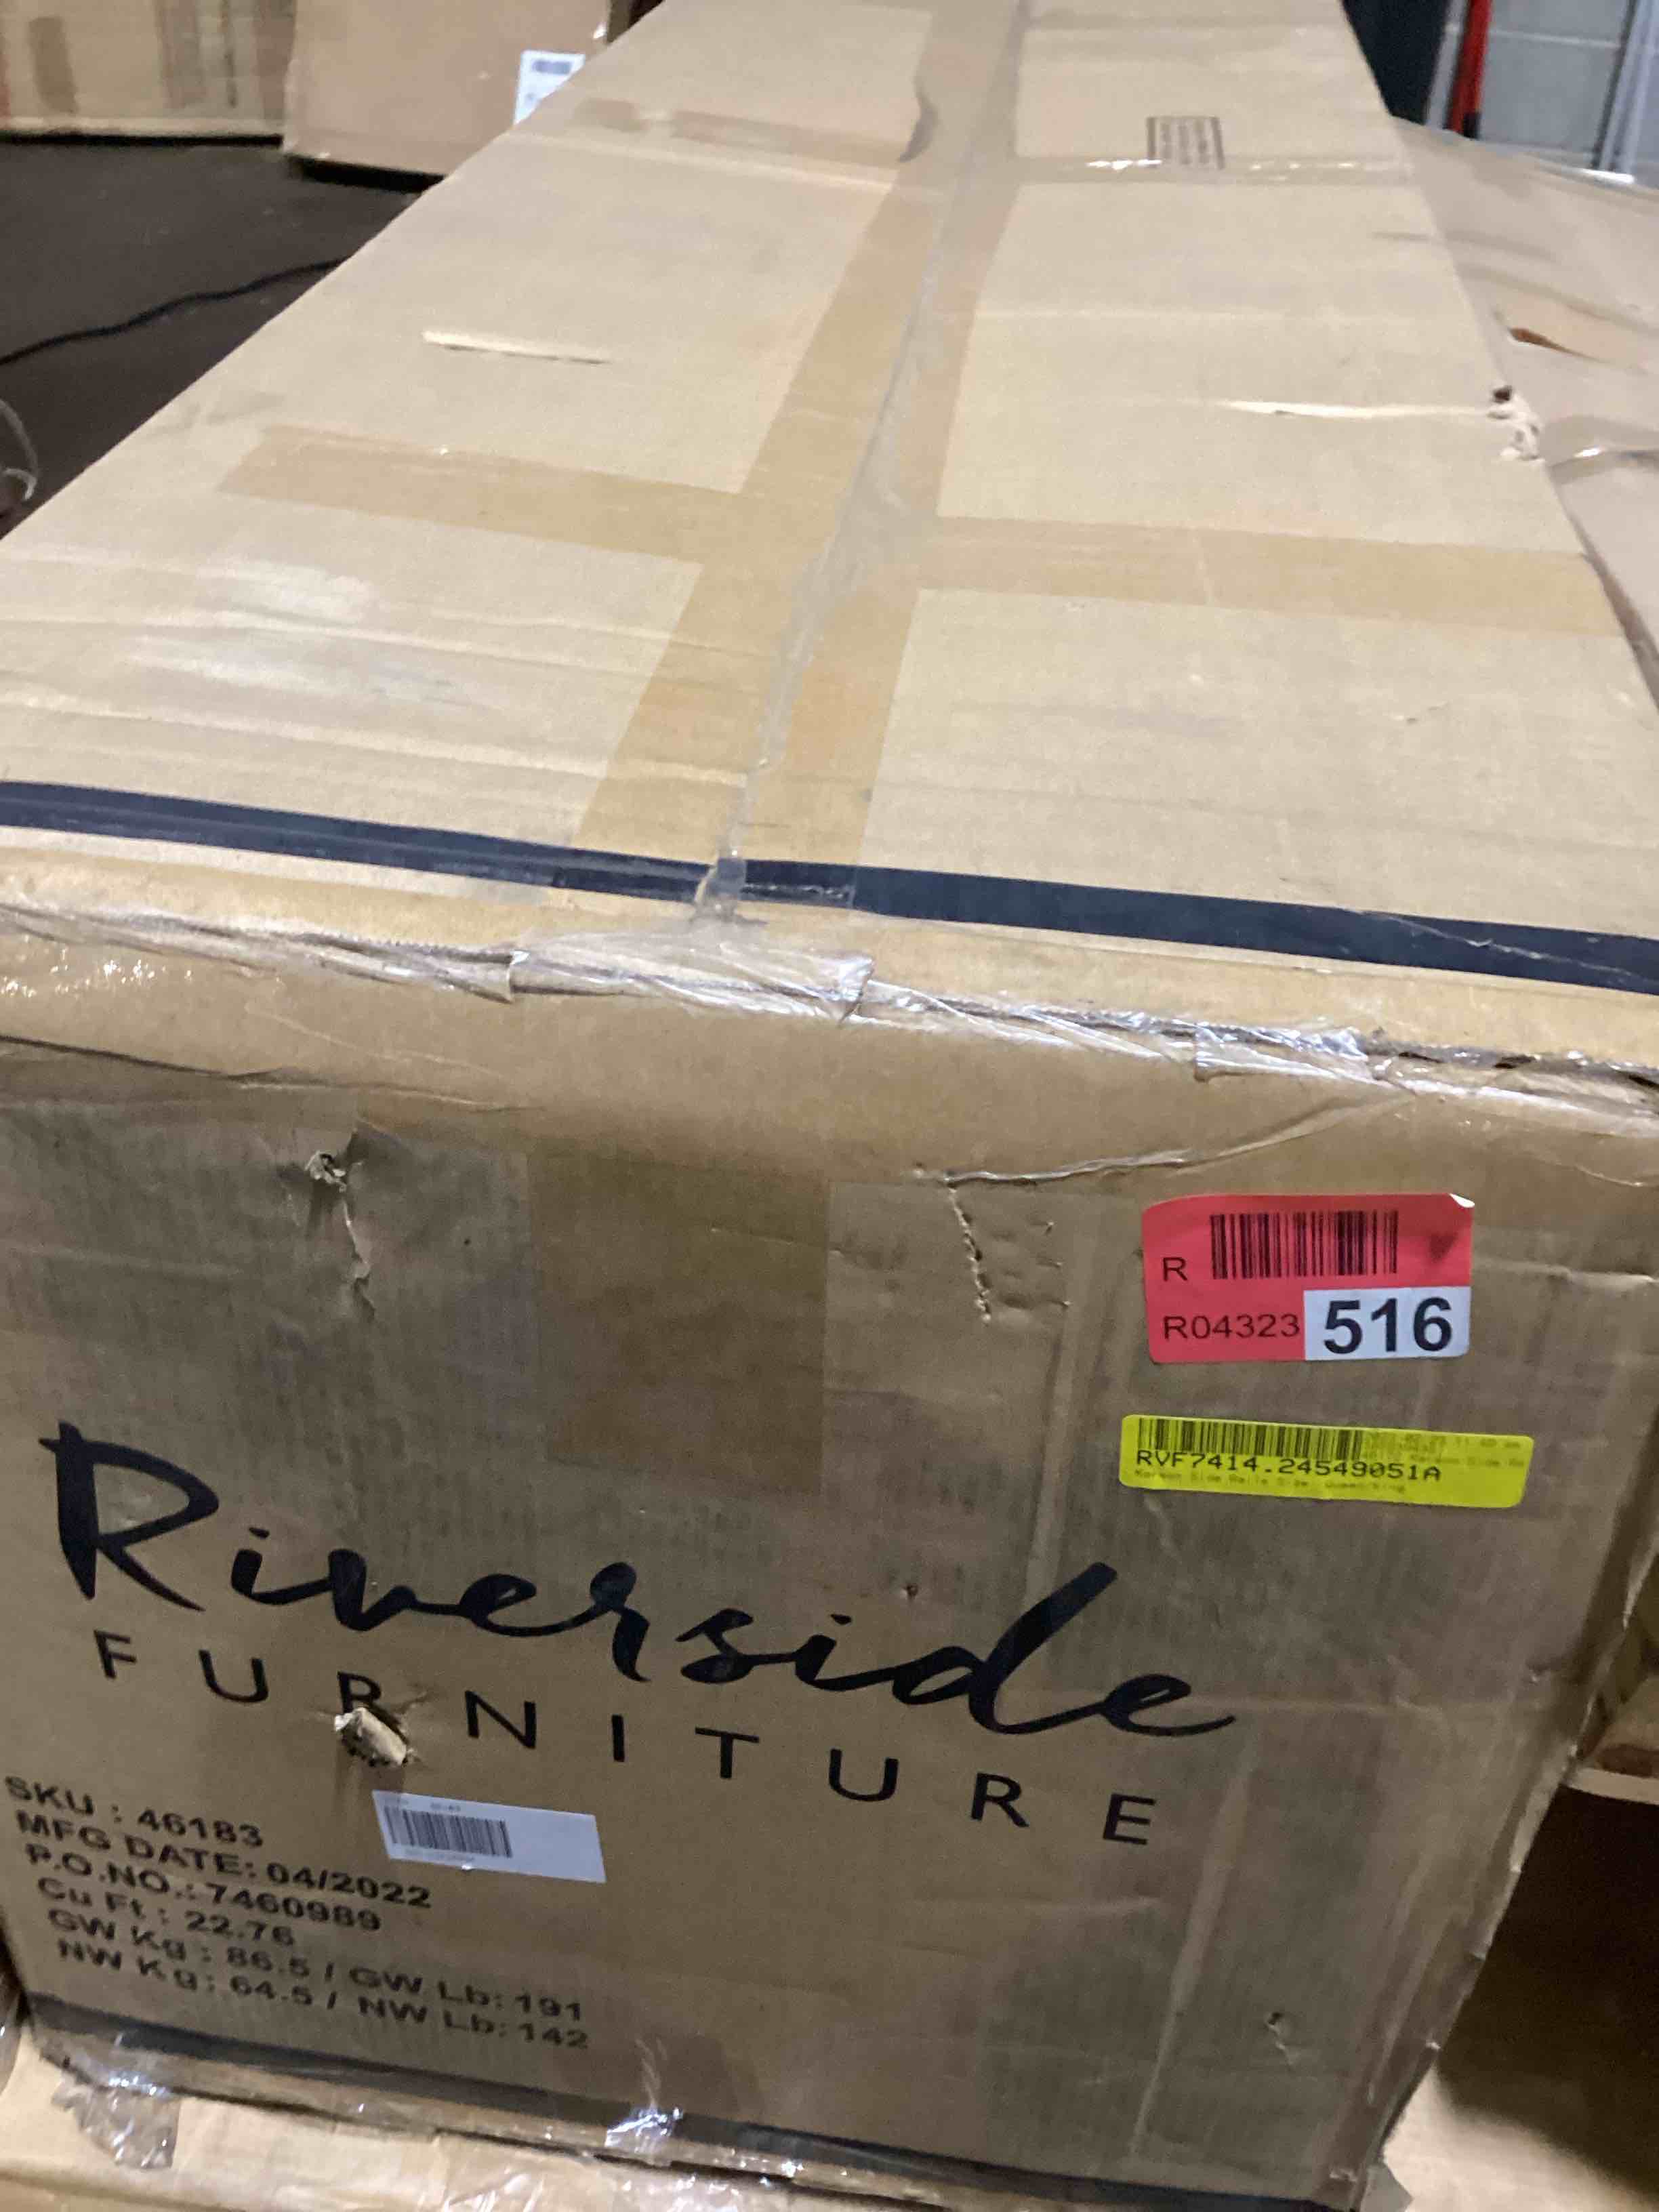 R
R04323 516
RVF7414.24549051A
Riverside
FURNITURE
SKU : 46183
MFG DATE: 04/2022
P.O.NO.: 7460989
Cu Ft : 22.76
GW Kg : 86.5 / GW Lb: 191
NW Kg: 64.5 / NW Lb: 142